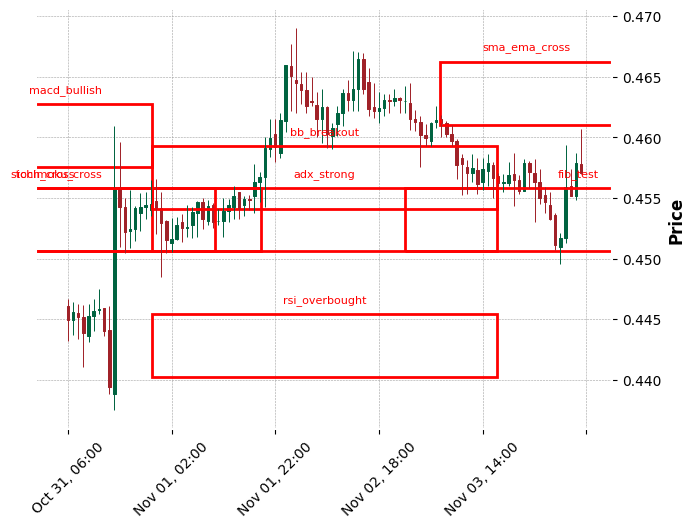 0.470
sma_ema_cross
0.465
macd_bullish
bb_breakout
0.460
adx_strong
fib_test
0.455
Price
0.450
rsi_overbought
0.445
0.440
Oct 31, 06:00
Nov 01, 02:00
Nov 01, 22:00
Nov 02, 18:00
Nov 03, 14:00